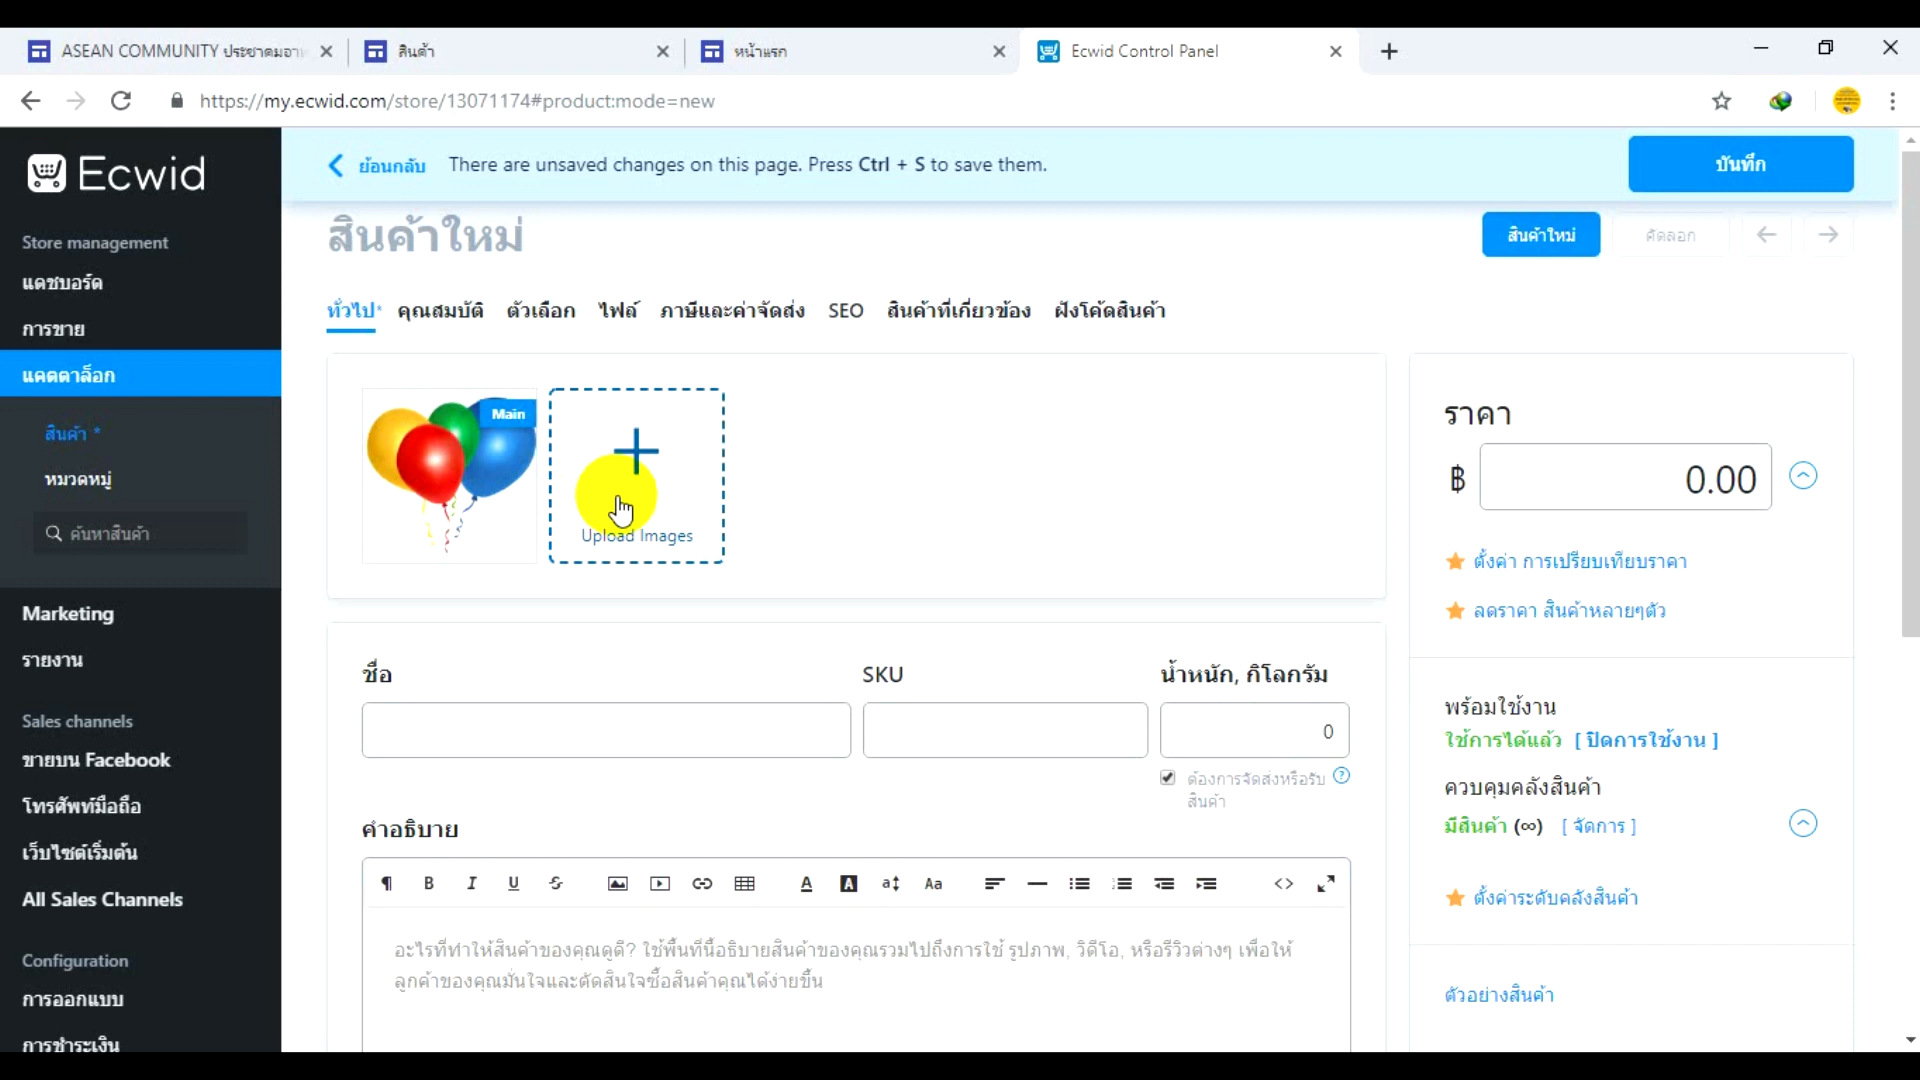 ASEAN COMMUNITY ประชาคมอา
สินค้า
หน้าแรก
Ecwid Control Panel
https://my.ecwid.com/store/13071174#product:mode=new
Ecwid
ย้อนกลับ
There are unsaved changes on this page. Press Ctrl + S to save them.
บันทึก
สินค้าใหม่
สินค้าใหม่
คัดลอก
Store management
แดชบอร์ด
การขาย
แคตตาล็อก
สินค้า *
หมวดหมู่
ค้นหาสินค้า
Marketing
รายงาน
Sales channels
ขายบน Facebook
โทรศัพท์มือถือ
เว็บไซต์เริ่มต้น
All Sales Channels
Configuration
การออกแบบ
การชำระเงิน
ทั่วไป*
คุณสมบัติ
ตัวเลือก
ไฟล์
ภาษีและค่าจัดส่ง
SEO
สินค้าที่เกี่ยวข้อง
ฝังโค้ดสินค้า
Main
Upload Images
ชื่อ
SKU
น้ำหนัก, กิโลกรัม
0
ต้องการจัดส่งหรือรับ
สินค้า
คำอธิบาย
อะไรที่ทำให้สินค้าของคุณดูดี? ใช้พื้นที่นี้อธิบายสินค้าของคุณรวมไปถึงการใช้ รูปภาพ, วิดีโอ, หรือรีวิวต่างๆ เพื่อให้
ลูกค้าของคุณมั่นใจและตัดสินใจซื้อสินค้าคุณได้ง่ายขึ้น
ราคา
฿ 0.00
ตั้งค่า การเปรียบเทียบราคา
ลดราคา สินค้าหลายๆตัว
พร้อมใช้งาน
ใช้การได้แล้ว [ ปิดการใช้งาน ]
ควบคุมคลังสินค้า
มีสินค้า (∞) [ จัดการ ]
ตั้งค่าระดับคลังสินค้า
ตัวอย่างสินค้า